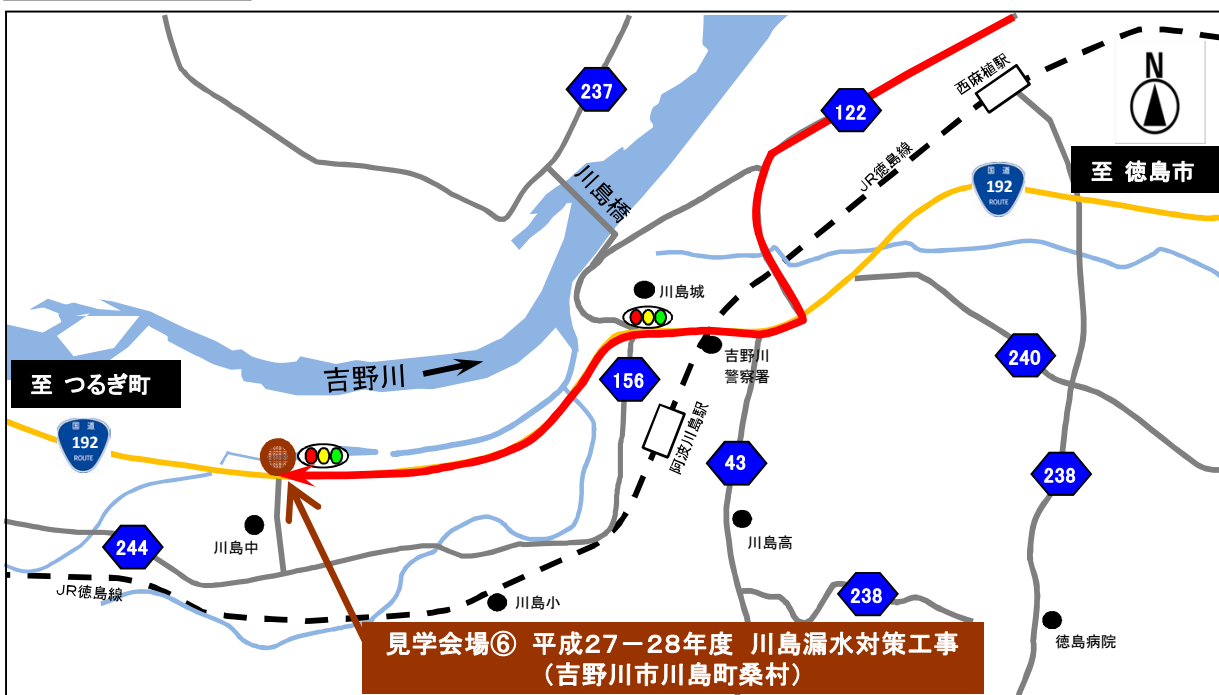 237
122
西麻植駅
N
JR徳島線
国道
192
ROUTE
至 徳島市
川島橋
川島城
吉野川
警察署
240
至 つるぎ町
吉野川
156
阿波川島駅
国道
192
ROUTE
43
238
川島中
川島高
244
JR徳島線
川島小
238
徳島病院
見学会場⑥ 平成27－28年度 川島漏水対策工事
（吉野川市川島町桑村）